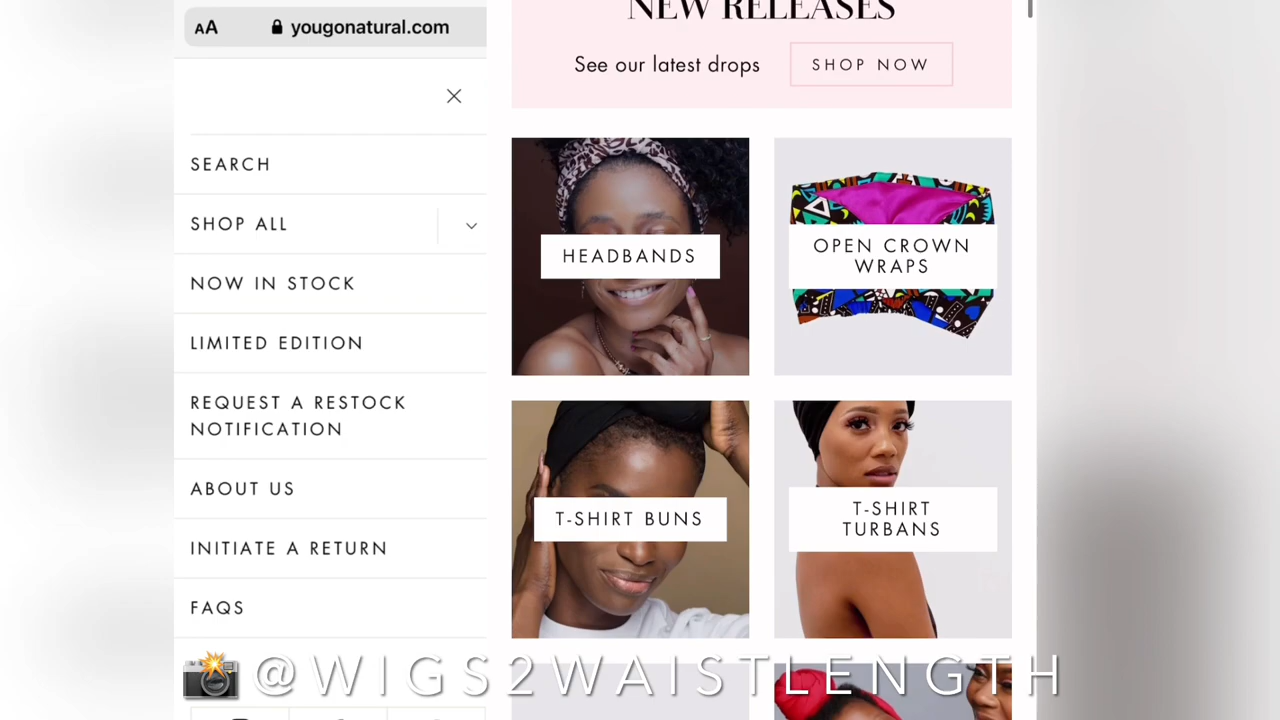 AA yougonatural.com
SEARCH
SHOP ALL
NOW IN STOCK
LIMITED EDITION
REQUEST A RESTOCK
NOTIFICATION
ABOUT US
INITIATE A RETURN
FAQS
NEW RELEASES
See our latest drops
SHOP NOW
HEADBANDS
OPEN CROWN
WRAPS
T-SHIRT BUNS
T-SHIRT
TURBANS
@WIGS2WAISTLENGTH